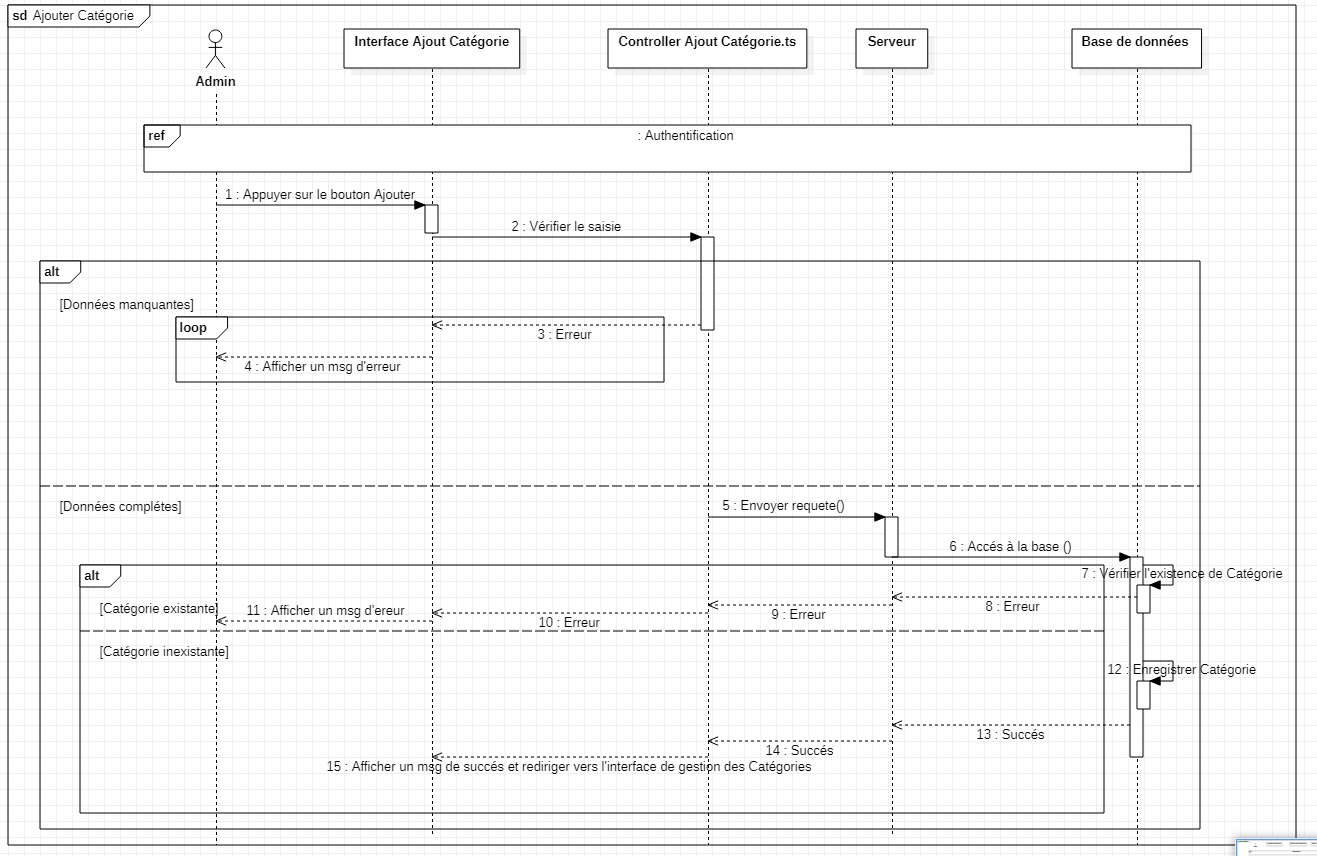 sd Ajouter Catégorie
Admin
Interface Ajout Catégorie
Controller Ajout Catégorie.ts
Serveur
Base de données
ref
: Authentification
1 : Appuyer sur le bouton Ajouter
2 : Vérifier le saisie
alt
[Données manquantes]
loop
3 : Erreur
4 : Afficher un msg d'erreur
[Données complétes]
5 : Envoyer requete()
6 : Accés à la base ()
alt
7 : Vérifier l'existence de Catégorie
[Catégorie existante]
8 : Erreur
9 : Erreur
10 : Erreur
11 : Afficher un msg d'ereur
[Catégorie inexistante]
12 : Enregistrer Catégorie
13 : Succés
14 : Succés
15 : Afficher un msg de succés et rediriger vers l'interface de gestion des Catégories